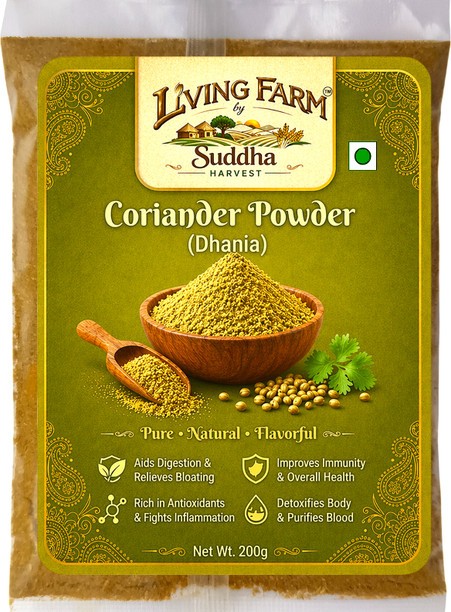 LIVING FARM™
by
Suddha
HARVEST
Coriander Powder
(Dhania)
Pure • Natural • Flavorful
Aids Digestion &
Relieves Bloating
Improves Immunity
& Overall Health
Rich in Antioxidants
& Fights Inflammation
Detoxifies Body
& Purifies Blood
Net Wt. 200g